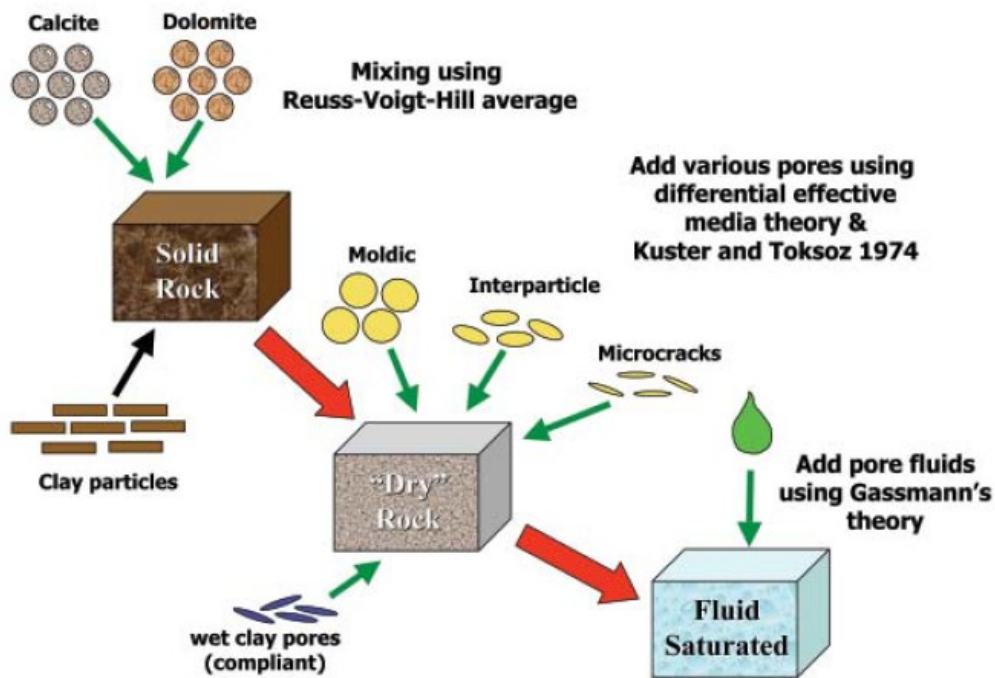 Calcite
Dolomite
Mixing using
Reuss-Voigt-Hill average
Add various pores using
differential effective
media theory &
Kuster and Toksoz 1974
Solid
Rock
Moldic
Interparticle
Microcracks
Clay particles
"Dry"
Rock
Add pore fluids
using Gassmann's
theory
wet clay pores
(compliant)
Fluid
Saturated